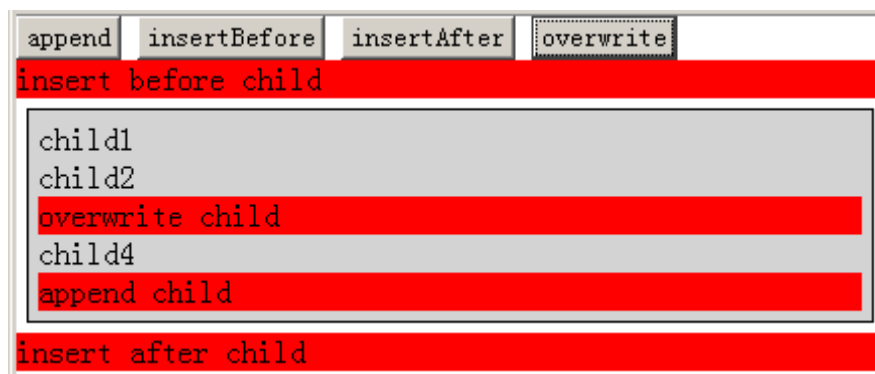 append insertBefore insertAfter overwrite
insert before child
child1
child2
overwrite child
child4
append child
insert after child